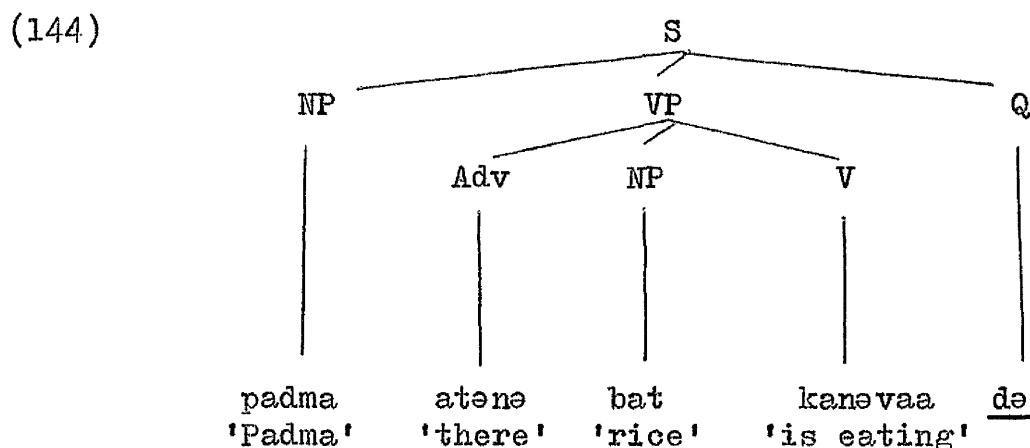 (144) S
NP VP Q
Adv NP V
padma atənə bat kanəvaa də
'Padma' 'there' 'rice' 'is eating'